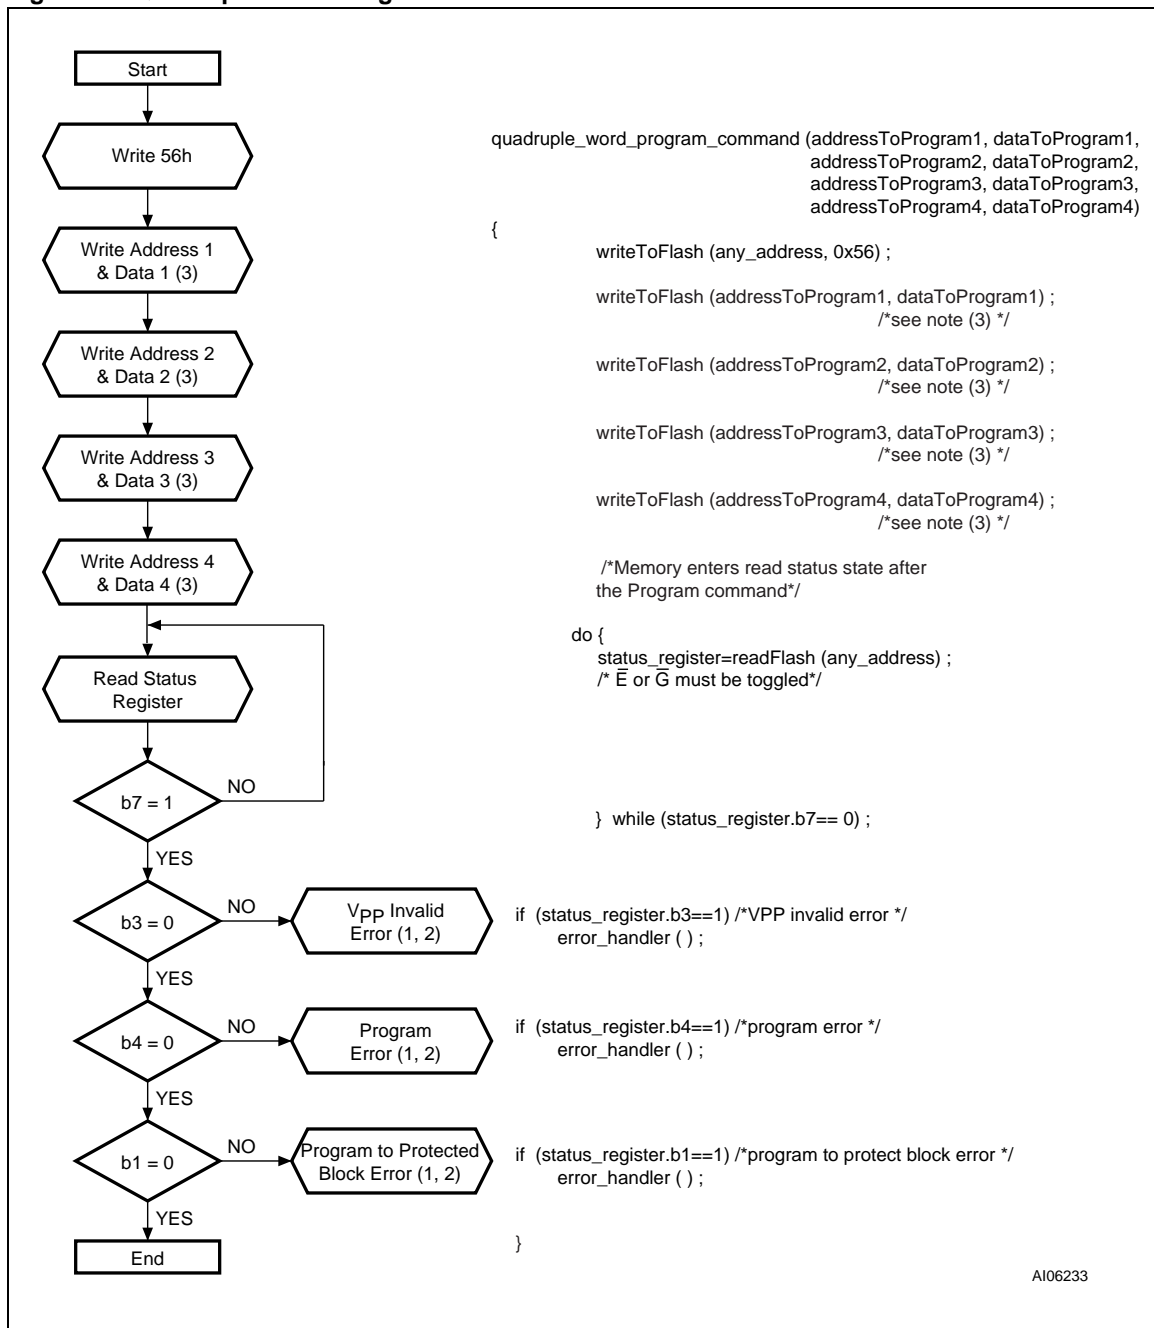 Start
Write 56h
Write Address 1
& Data 1 (3)
Write Address 2
& Data 2 (3)
Write Address 3
& Data 3 (3)
Write Address 4
& Data 4 (3)
Read Status
Register
b7 = 1
NO
YES
b3 = 0
NO
VPP Invalid
Error (1, 2)
YES
b4 = 0
NO
Program
Error (1, 2)
YES
b1 = 0
NO
Program to Protected
Block Error (1, 2)
YES
End
quadruple_word_program_command (addressToProgram1, dataToProgram1,
addressToProgram2, dataToProgram2,
addressToProgram3, dataToProgram3,
addressToProgram4, dataToProgram4)
{
writeToFlash (any_address, 0x56) ;
writeToFlash (addressToProgram1, dataToProgram1) ;
/*see note (3) */
writeToFlash (addressToProgram2, dataToProgram2) ;
/*see note (3) */
writeToFlash (addressToProgram3, dataToProgram3) ;
/*see note (3) */
writeToFlash (addressToProgram4, dataToProgram4) ;
/*see note (3) */
/*Memory enters read status state after
the Program command*/
do {
status_register=readFlash (any_address) ;
/* E̅ or G̅ must be toggled*/
} while (status_register.b7== 0) ;
if (status_register.b3==1) /*VPP invalid error */
error_handler ( ) ;
if (status_register.b4==1) /*program error */
error_handler ( ) ;
if (status_register.b1==1) /*program to protect block error */
error_handler ( ) ;
}
AI06233